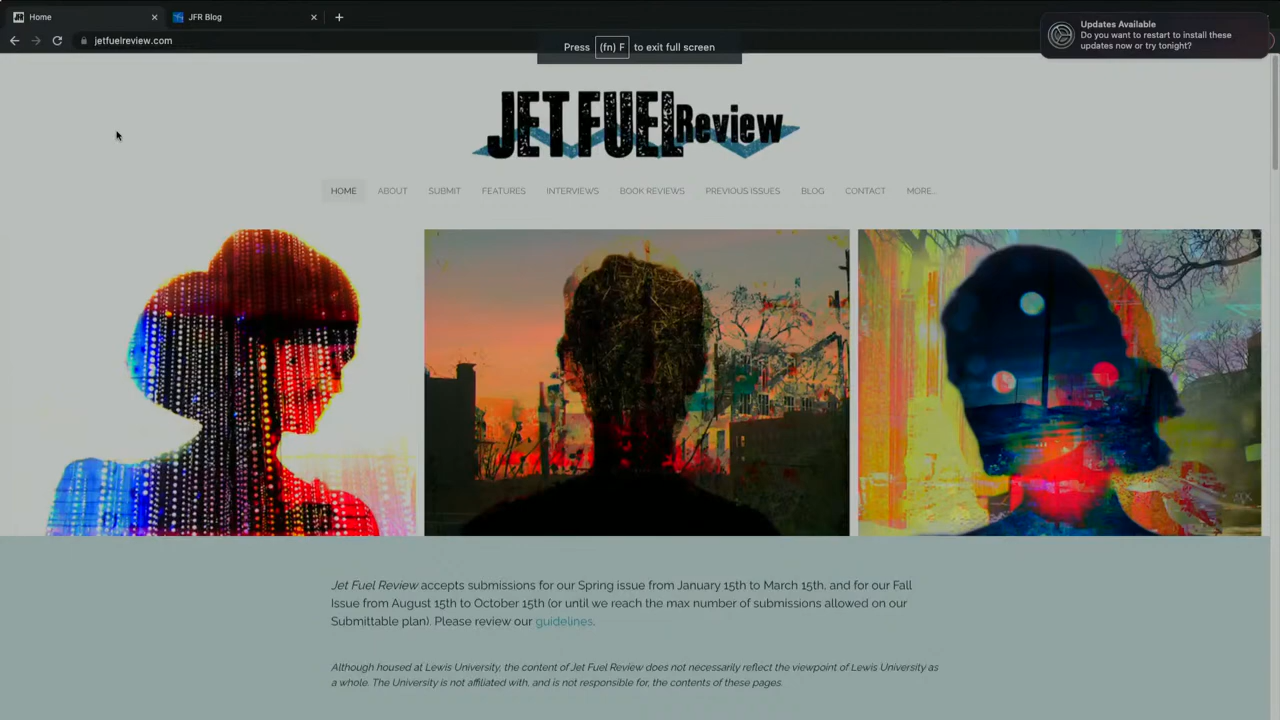 Home
JFR Blog
jetfuelreview.com
Press (fn) F to exit full screen
Updates Available
Do you want to restart to install these
updates now or try tonight?
JET FUEL Review
HOME ABOUT SUBMIT FEATURES INTERVIEWS BOOK REVIEWS PREVIOUS ISSUES BLOG CONTACT MORE...
Jet Fuel Review accepts submissions for our Spring issue from January 15th to March 15th, and for our Fall
Issue from August 15th to October 15th (or until we reach the max number of submissions allowed on our
Submittable plan). Please review our guidelines.
Although housed at Lewis University, the content of Jet Fuel Review does not necessarily reflect the viewpoint of Lewis University as
a whole. The University is not affiliated with, and is not responsible for, the contents of these pages.